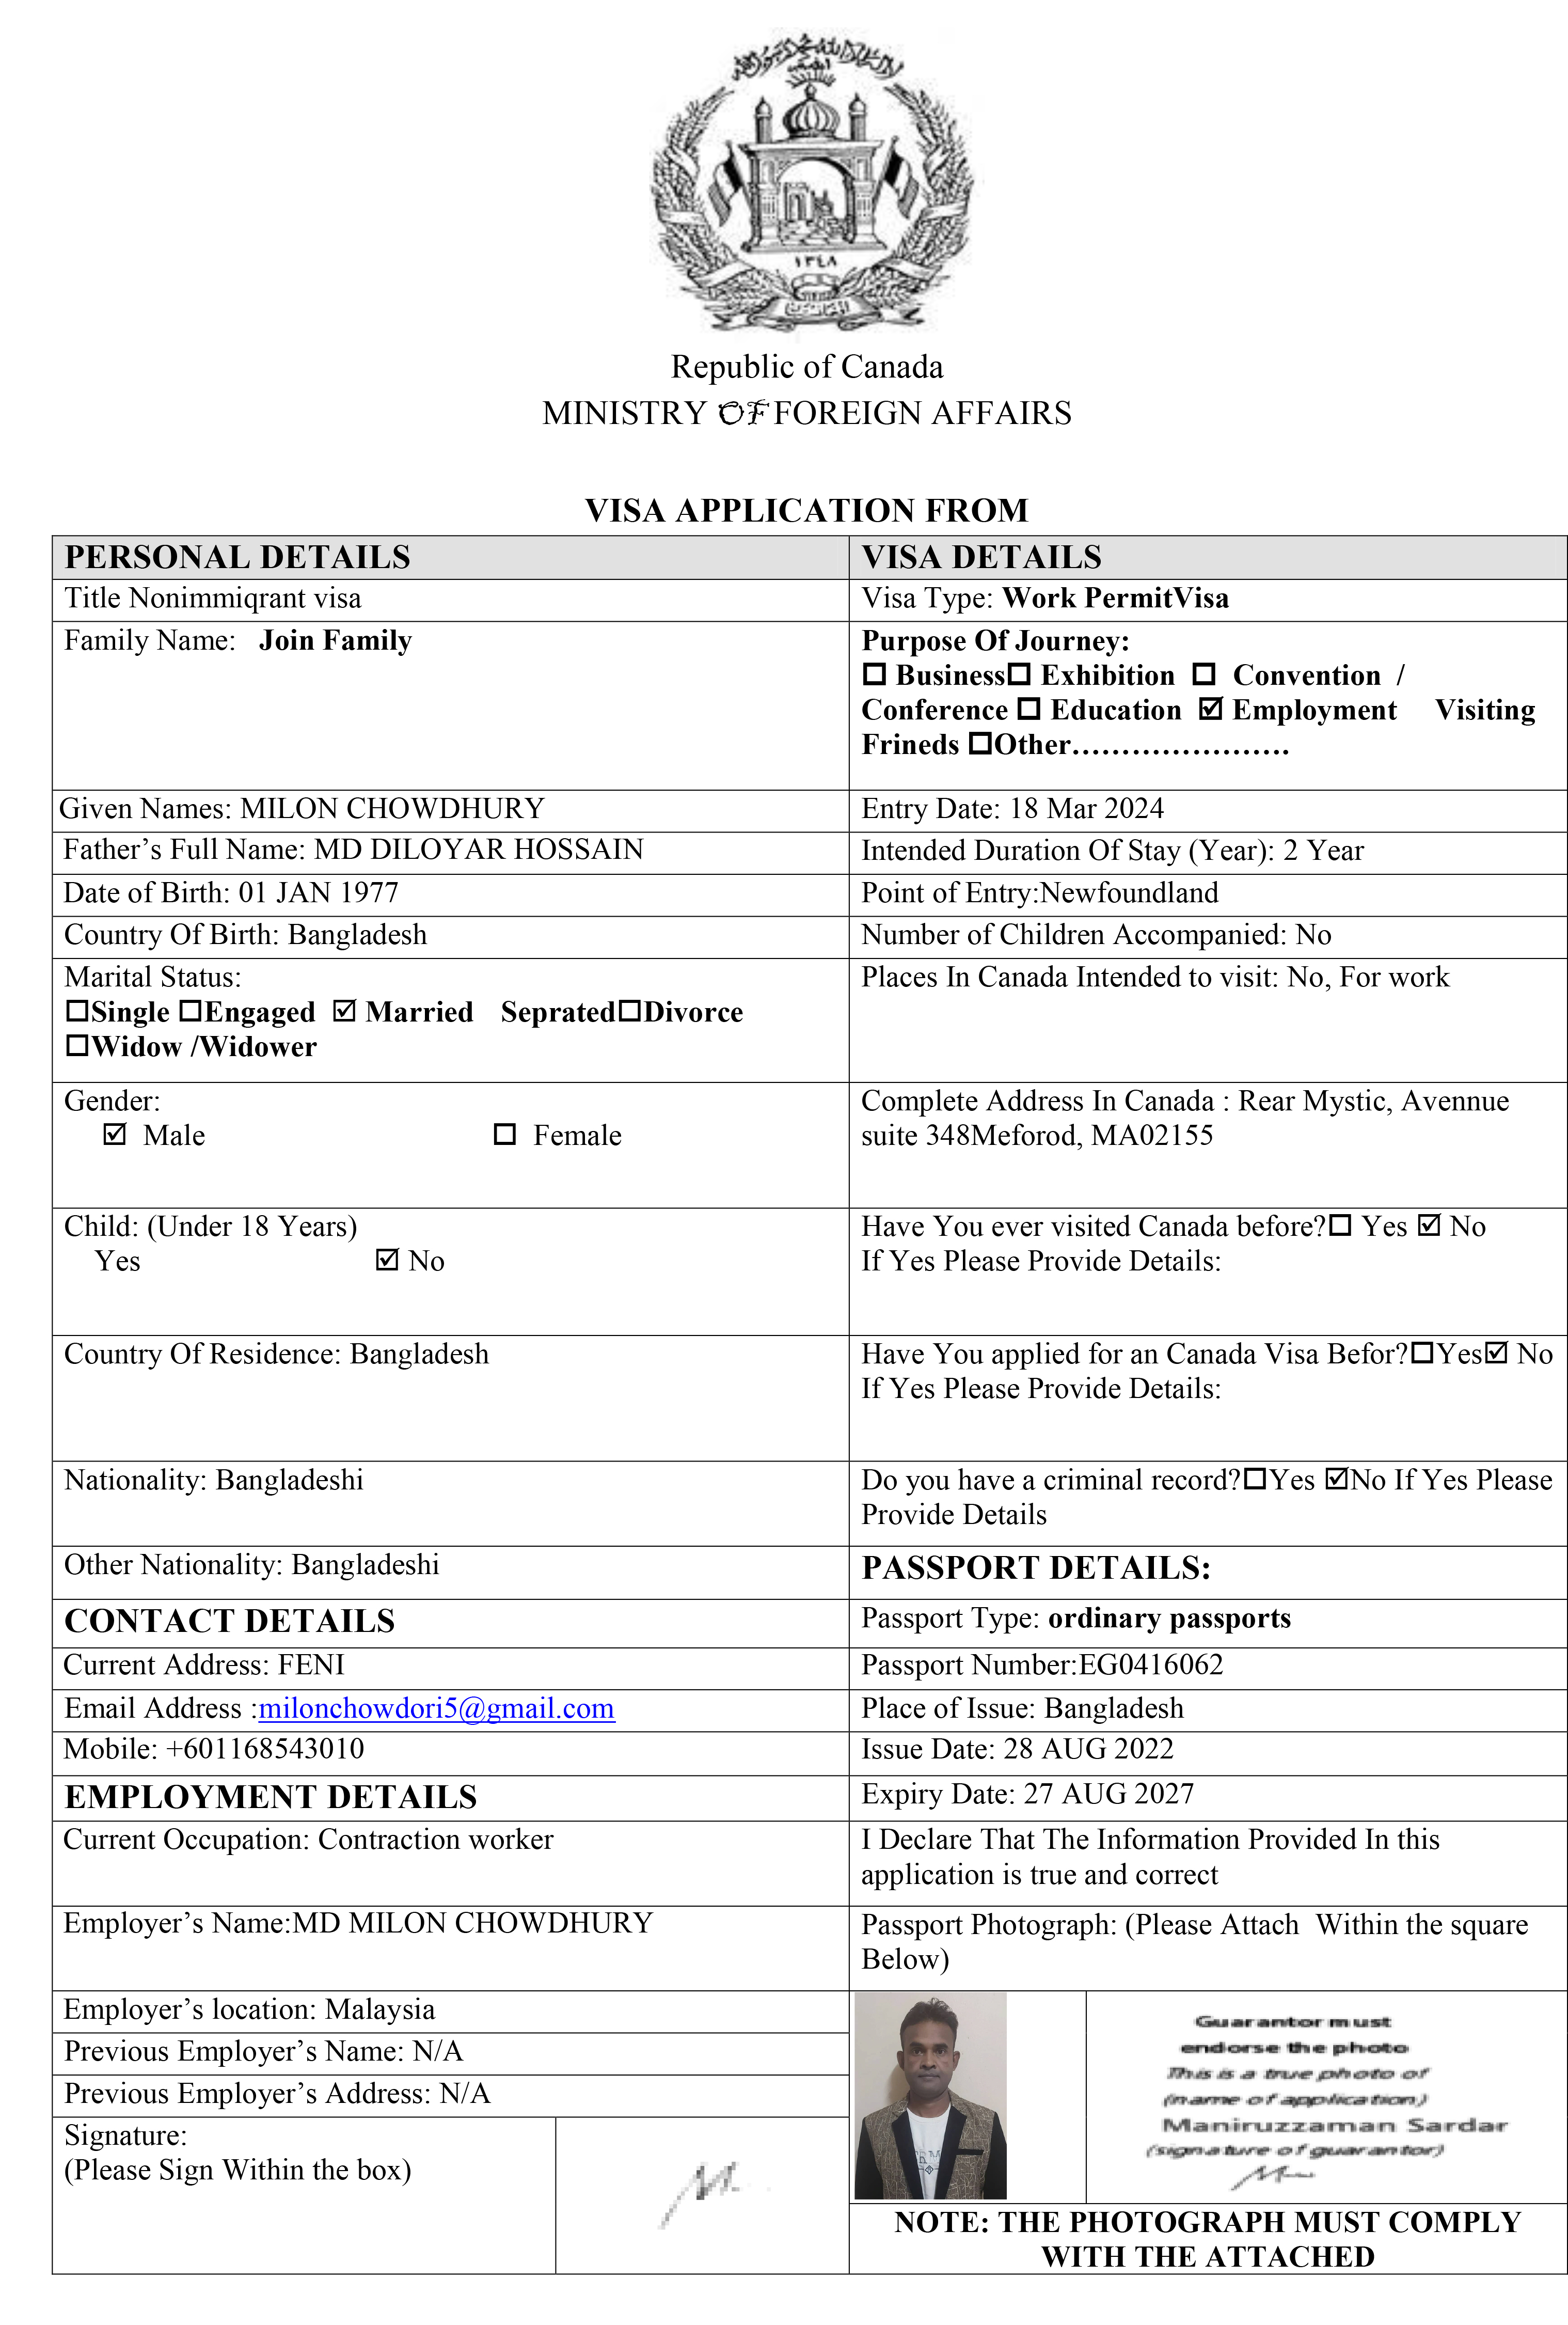 Republic of Canada
MINISTRY OF FOREIGN AFFAIRS
VISA APPLICATION FROM
PERSONAL DETAILS
Title Nonimmiqrant visa
Family Name: Join Family
Given Names: MILON CHOWDHURY
Father’s Full Name: MD DILOYAR HOSSAIN
Date of Birth: 01 JAN 1977
Country Of Birth: Bangladesh
Marital Status:
☐Single ☐Engaged ☑ Married Seprated☐Divorce
☐Widow /Widower
Gender:
☑ Male ☐ Female
Child: (Under 18 Years)
Yes ☑ No
Country Of Residence: Bangladesh
Nationality: Bangladeshi
Other Nationality: Bangladeshi
CONTACT DETAILS
Current Address: FENI
Email Address :milonchowdori5@gmail.com
Mobile: +601168543010
EMPLOYMENT DETAILS
Current Occupation: Contraction worker
Employer’s Name:MD MILON CHOWDHURY
Employer’s location: Malaysia
Previous Employer’s Name: N/A
Previous Employer’s Address: N/A
Signature:
(Please Sign Within the box)
VISA DETAILS
Visa Type: Work PermitVisa
Purpose Of Journey:
☐ Business☐ Exhibition ☐ Convention /
Conference ☐ Education ☑ Employment Visiting
Frineds ☐Other………………….
Entry Date: 18 Mar 2024
Intended Duration Of Stay (Year): 2 Year
Point of Entry:Newfoundland
Number of Children Accompanied: No
Places In Canada Intended to visit: No, For work
Complete Address In Canada : Rear Mystic, Avennue
suite 348Meforod, MA02155
Have You ever visited Canada before?☐ Yes ☑ No
If Yes Please Provide Details:
Have You applied for an Canada Visa Befor?☐Yes☑ No
If Yes Please Provide Details:
Do you have a criminal record?☐Yes ☑No If Yes Please
Provide Details
PASSPORT DETAILS:
Passport Type: ordinary passports
Passport Number:EG0416062
Place of Issue: Bangladesh
Issue Date: 28 AUG 2022
Expiry Date: 27 AUG 2027
I Declare That The Information Provided In this
application is true and correct
Passport Photograph: (Please Attach Within the square
Below)
Guarantor must
endorse the photo
This is a true photo of
(name of application)
Maniruzzaman Sardar
(signature of guarantor)
NOTE: THE PHOTOGRAPH MUST COMPLY
WITH THE ATTACHED